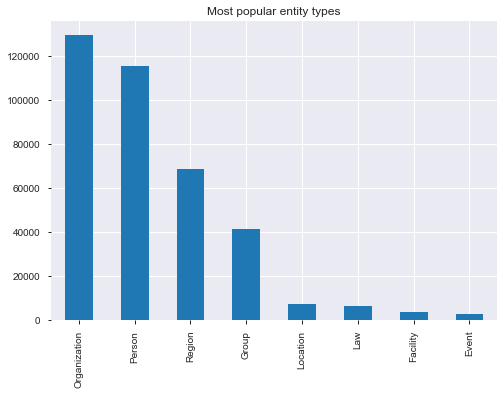 Most popular entity types
120000
100000
80000
60000
40000
20000
0
Organization
Person
Region
Group
Location
Law
Facility
Event